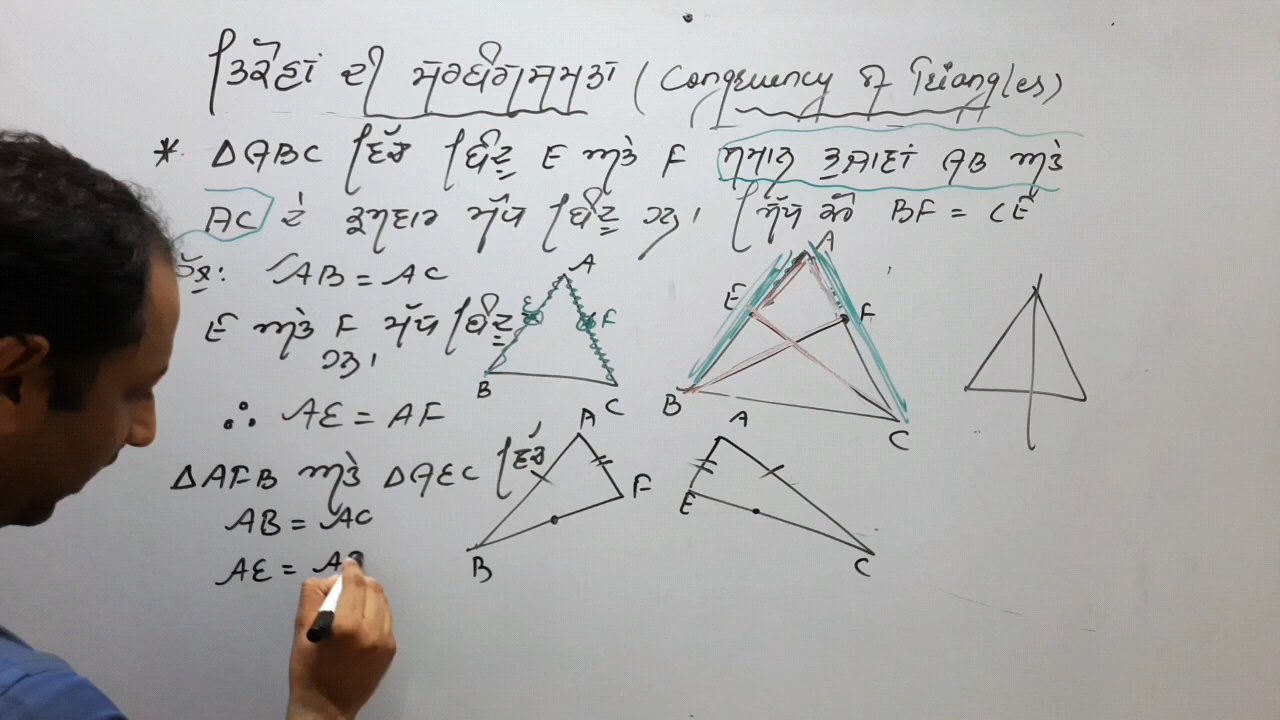 ਤਿਕੋਣਾਂ ਦੀ ਸਰਬੰਗਸਮਤਾ (Congruency of Triangles)
* ΔABC ਵਿੱਚ ਬਿੰਦੂ E ਅਤੇ F ਸਮਾਨ ਭੁਜਾਵਾਂ AB ਅਤੇ
AC ਦੇ ਕ੍ਰਮਵਾਰ ਮੱਧ ਬਿੰਦੂ ਹਨ। ਸਿੱਧ ਕਰੋ BF = CE
ਹੱਲ: AB = AC
E ਅਤੇ F ਮੱਧ ਬਿੰਦੂ
ਹਨ।
∴ AE = AF
ΔAFB ਅਤੇ ΔAEC ਵਿੱਚ
AB = AC
AE =
A
E F
B C
A
E F
B C
A
F
B
A
E
C